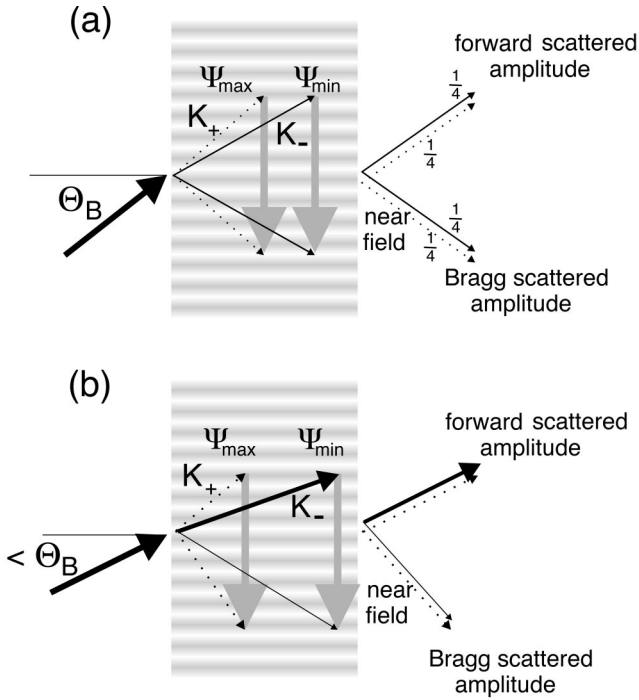 (a)
forward scattered
amplitude
Ψmax Ψmin
K+
K-
ΘB
1/4
1/4
near
field
1/4
1/4
Bragg scattered
amplitude
(b)
forward scattered
amplitude
Ψmax Ψmin
K+
K-
< ΘB
near
field
Bragg scattered
amplitude